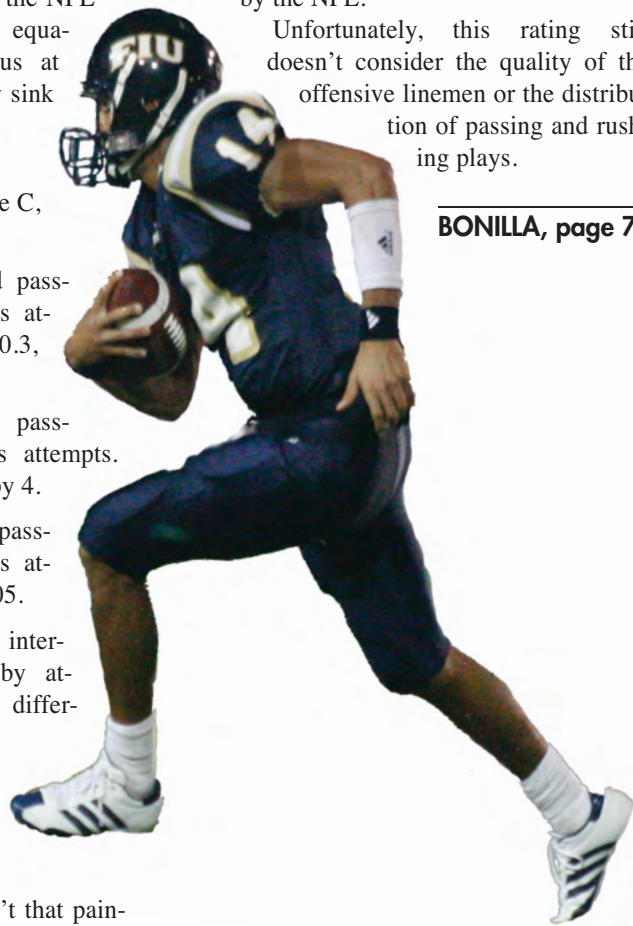 the NFL
equa-
us at
sink
e C,
pass-
s at-
0.3,
pass-
s attempts.
by 4.
pass-
s at-
05.
inter-
by at-
differ-
't that pain-
by the NFL.
Unfortunately, this rating sti
doesn't consider the quality of th
offensive linemen or the distribu
tion of passing and rush
ing plays.
BONILLA, page 7
FIU
14